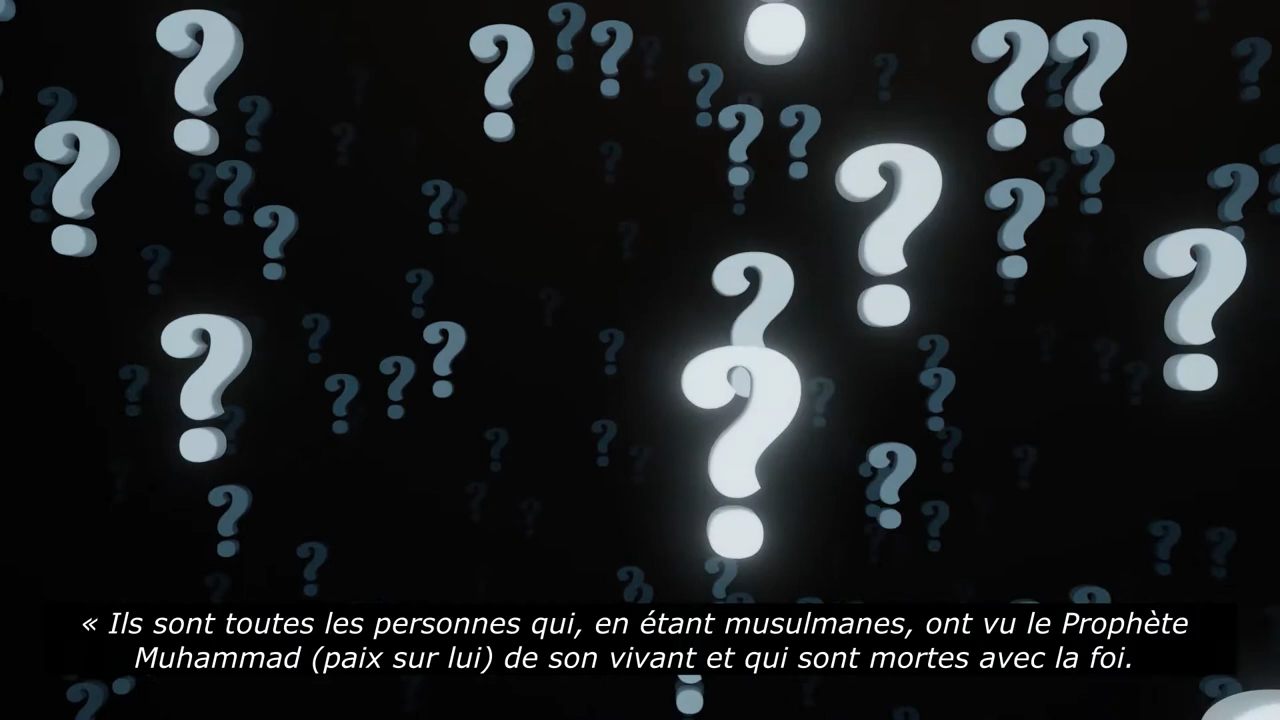 « Ils sont toutes les personnes qui, en étant musulmanes, ont vu le Prophète
Muhammad (paix sur lui) de son vivant et qui sont mortes avec la foi.